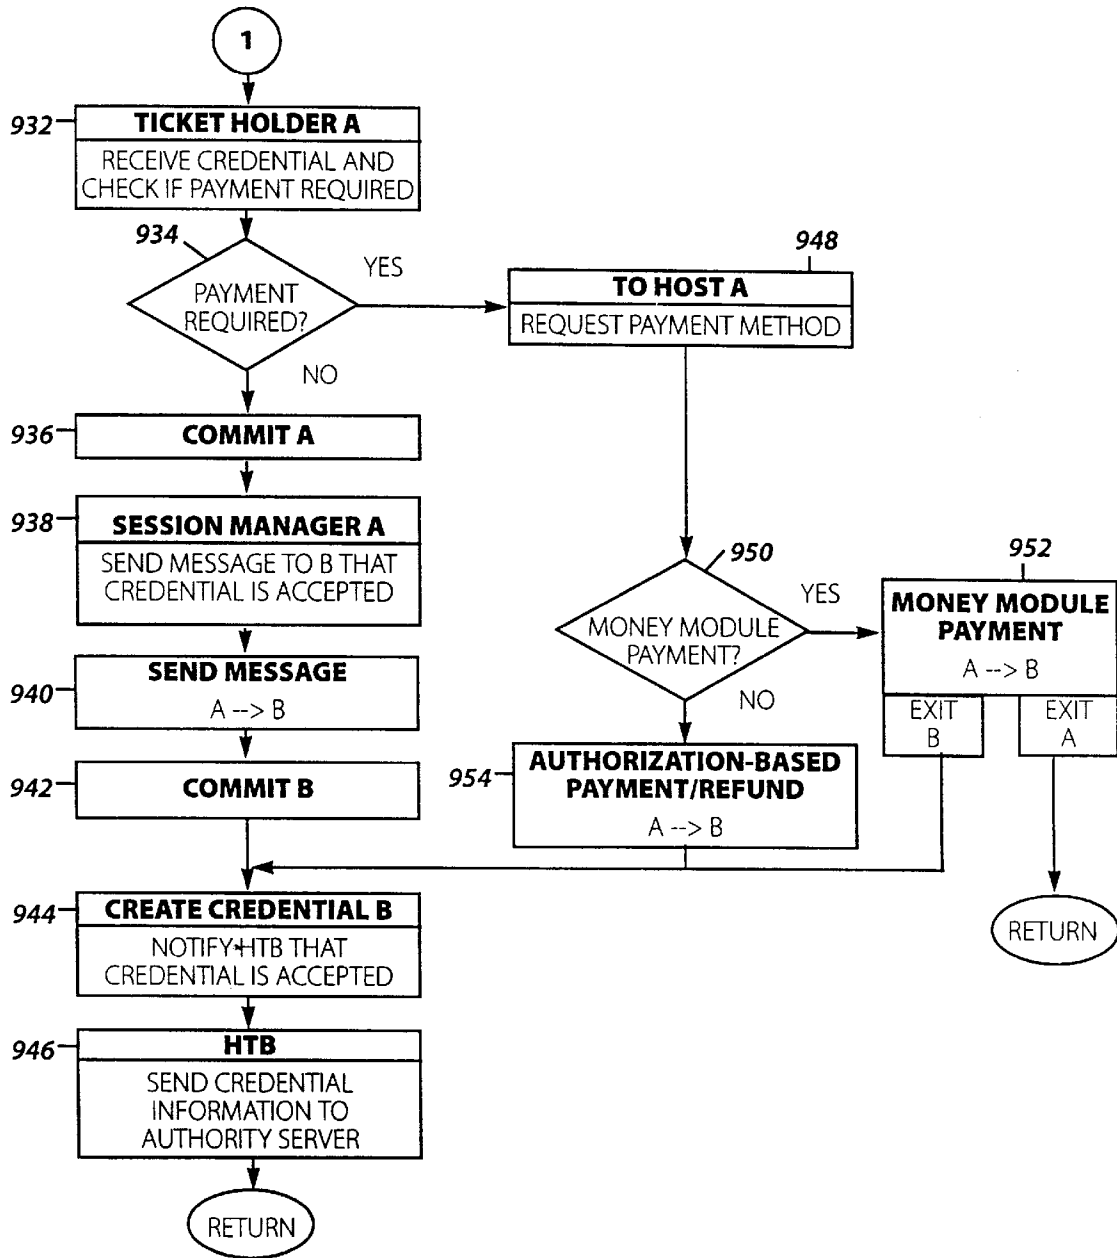 1
932
TICKET HOLDER A
RECEIVE CREDENTIAL AND
CHECK IF PAYMENT REQUIRED
934
PAYMENT
REQUIRED?
YES
NO
948
TO HOST A
REQUEST PAYMENT METHOD
936
COMMIT A
938
SESSION MANAGER A
SEND MESSAGE TO B THAT
CREDENTIAL IS ACCEPTED
940
SEND MESSAGE
A --> B
942
COMMIT B
950
MONEY MODULE
PAYMENT?
YES
NO
952
MONEY MODULE
PAYMENT
A --> B
EXIT
B
EXIT
A
954
AUTHORIZATION-BASED
PAYMENT/REFUND
A --> B
RETURN
944
CREATE CREDENTIAL B
NOTIFY HTB THAT
CREDENTIAL IS ACCEPTED
946
HTB
SEND CREDENTIAL
INFORMATION TO
AUTHORITY SERVER
RETURN